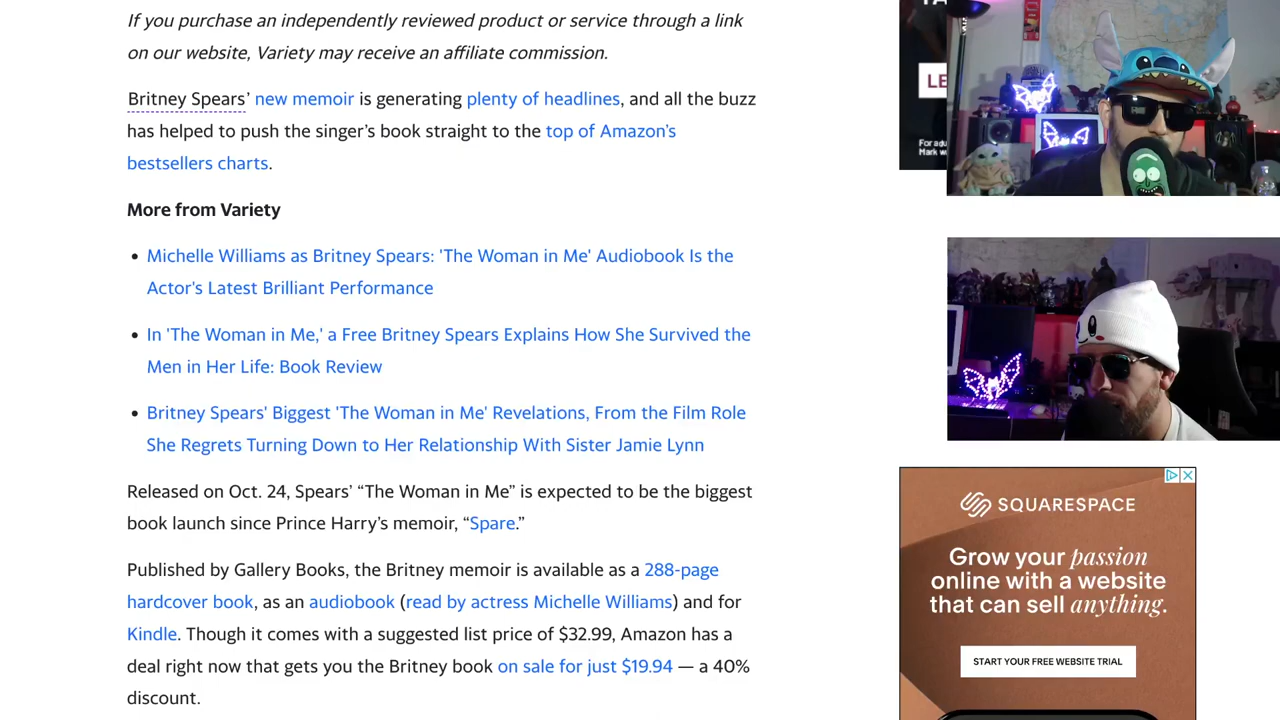 If you purchase an independently reviewed product or service through a link
on our website, Variety may receive an affiliate commission.
Britney Spears’ new memoir is generating plenty of headlines, and all the buzz
has helped to push the singer’s book straight to the top of Amazon’s
bestsellers charts.
More from Variety
• Michelle Williams as Britney Spears: 'The Woman in Me' Audiobook Is the
Actor's Latest Brilliant Performance
• In 'The Woman in Me,' a Free Britney Spears Explains How She Survived the
Men in Her Life: Book Review
• Britney Spears' Biggest 'The Woman in Me' Revelations, From the Film Role
She Regrets Turning Down to Her Relationship With Sister Jamie Lynn
Released on Oct. 24, Spears’ “The Woman in Me” is expected to be the biggest
book launch since Prince Harry’s memoir, “Spare.”
Published by Gallery Books, the Britney memoir is available as a 288-page
hardcover book, as an audiobook (read by actress Michelle Williams) and for
Kindle. Though it comes with a suggested list price of $32.99, Amazon has a
deal right now that gets you the Britney book on sale for just $19.94 — a 40%
discount.
LE
For adu
Mark w
SQUARESPACE
Grow your passion
online with a website
that can sell anything.
START YOUR FREE WEBSITE TRIAL